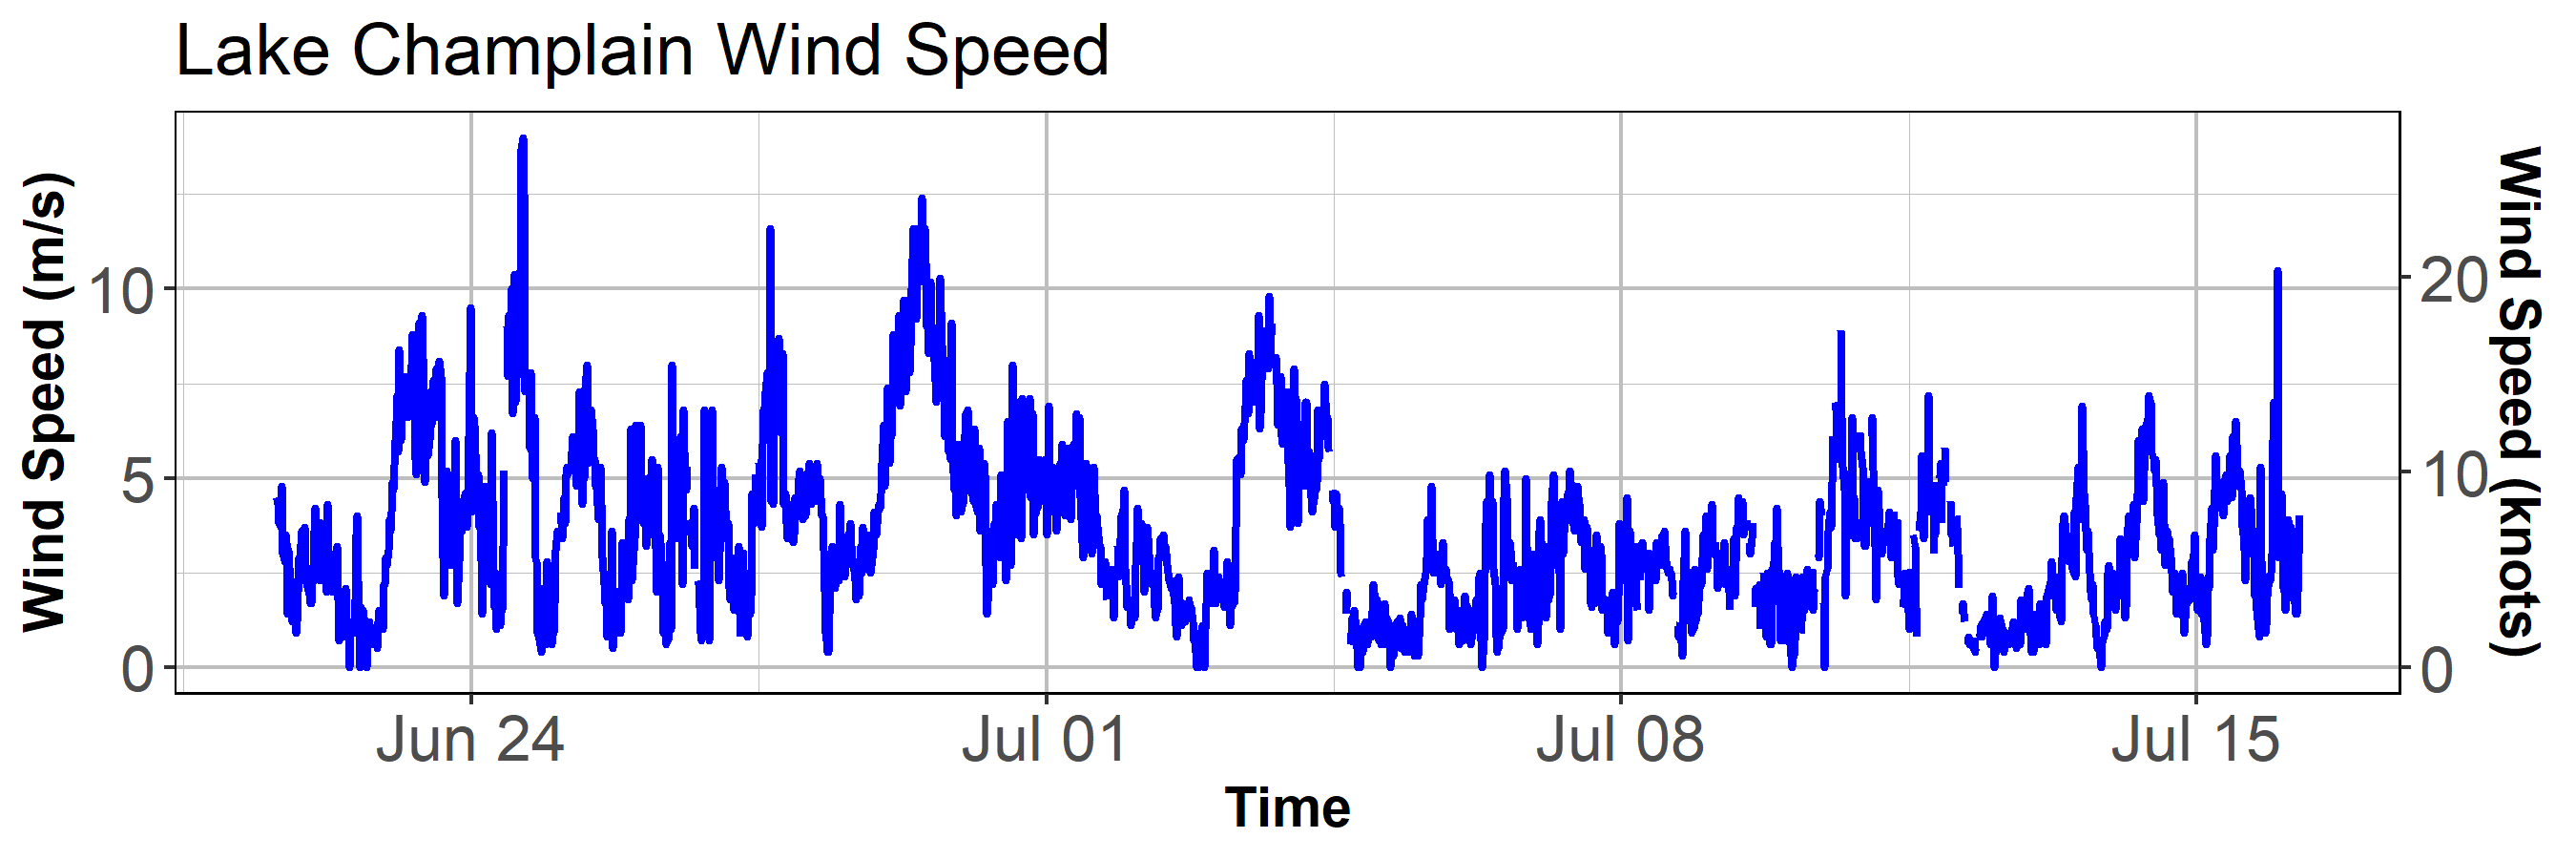 Lake Champlain Wind Speed
Wind Speed (m/s)
10
5
0
20
10
0
Wind Speed (knots)
Jun 24
Jul 01
Jul 08
Jul 15
Time